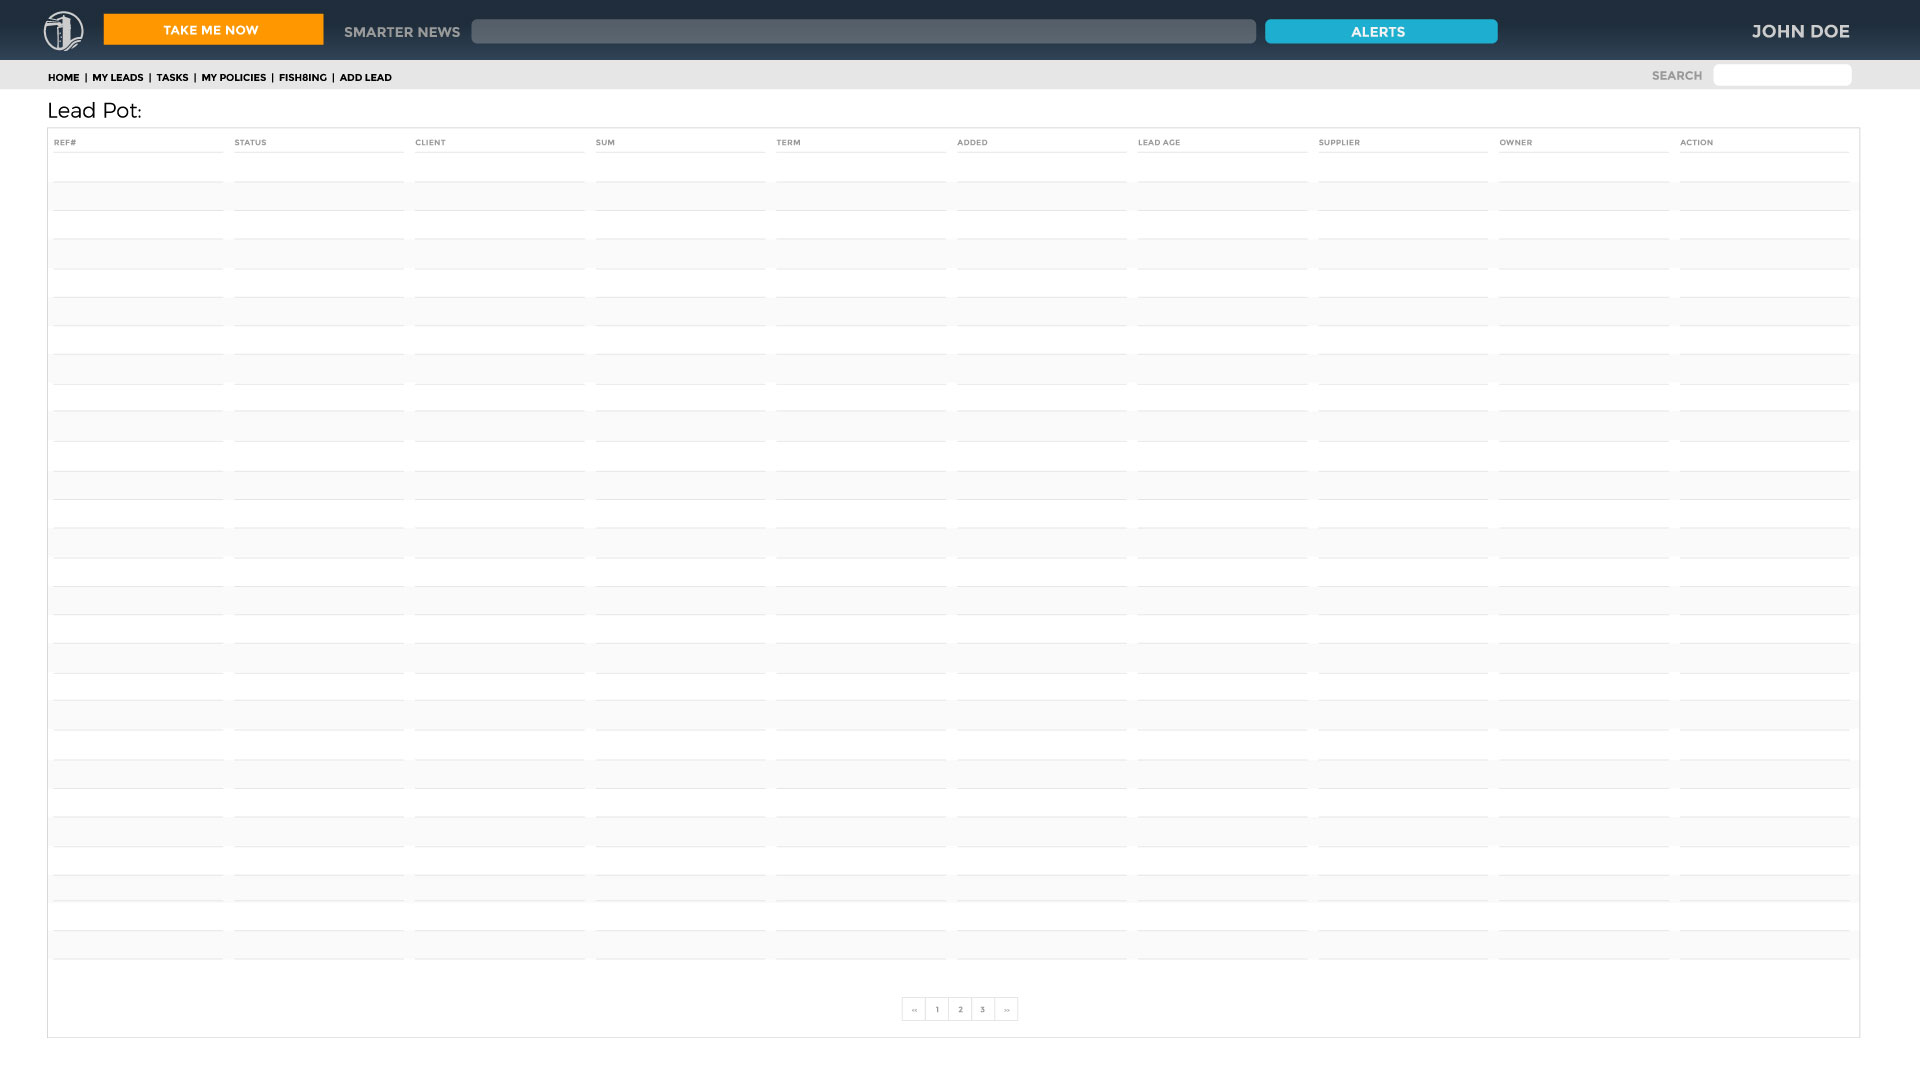 TAKE ME NOW
SMARTER NEWS
ALERTS
JOHN DOE
HOME | MY LEADS | TASKS | MY POLICIES | FISH8ING | ADD LEAD
SEARCH
Lead Pot:
REF# STATUS CLIENT SUM TERM ADDED LEAD AGE SUPPLIER OWNER ACTION
« 1 2 3 »